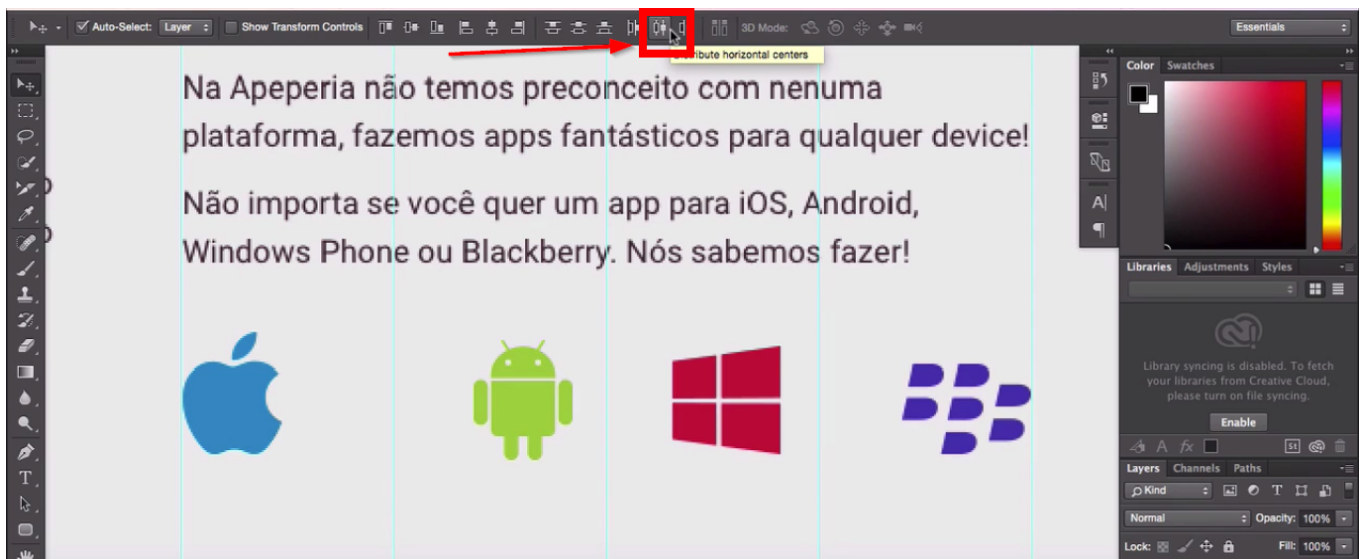 Auto-Select: Layer Show Transform Controls 3D Mode: Essentials
Distribute horizontal centers
Color Swatches
Na Apeperia não temos preconceito com nenuma
plataforma, fazemos apps fantásticos para qualquer device!
Não importa se você quer um app para iOS, Android,
Windows Phone ou Blackberry. Nós sabemos fazer!
Libraries Adjustments Styles
Library syncing is disabled. To fetch
your libraries from Creative Cloud,
please turn on file syncing.
Enable
Layers Channels Paths
Kind
Normal Opacity: 100%
Lock: Fill: 100%